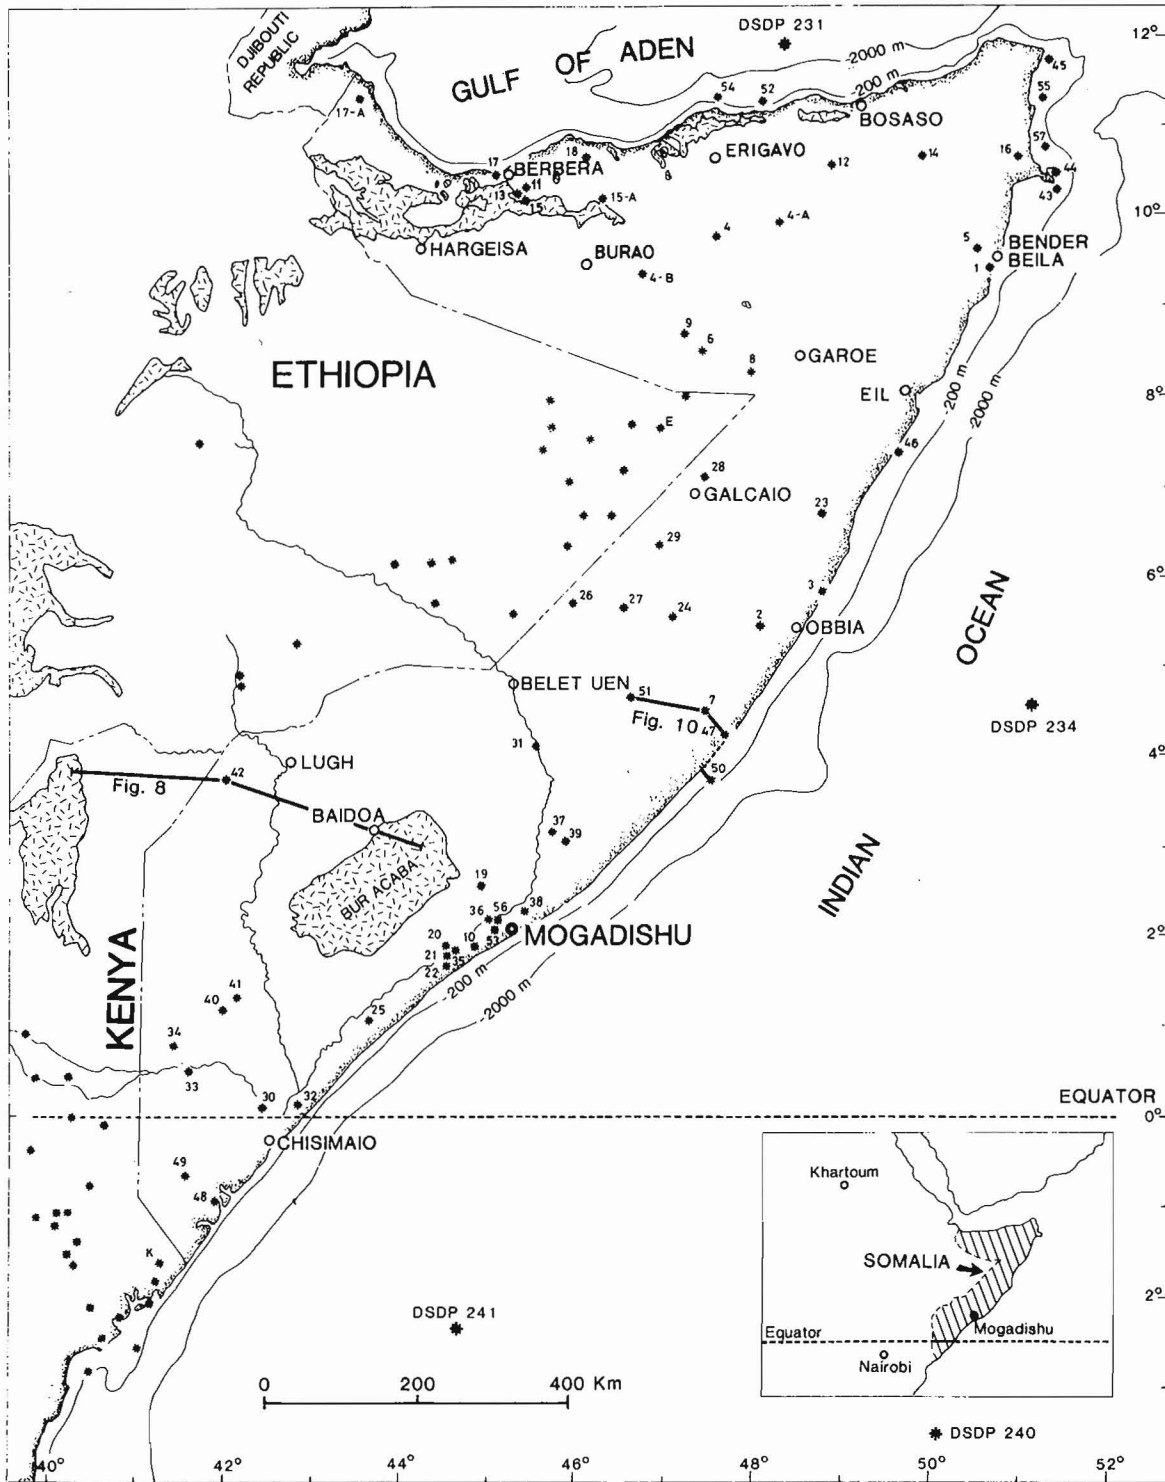 DSDP 231
12°
DJIBOUTI
REPUBLIC
GULF OF ADEN
2000 m
200 m
45
54
52
55
17-A
BOSASO
57
18
ERIGAVO
12
14
16
44
43
17
BERBERA
11
13
15
15-A
10°
4
4-A
HARGEISA
BURAO
4-B
5
BENDER
BEILA
1
9
6
8
GAROE
ETHIOPIA
EIL
8°
200 m
2000 m
E
46
28
GALCAIO
23
29
6°
26
27
24
3
2
OBBIA
OCEAN
BELET UEN
51
7
Fig. 10
47
DSDP 234
31
4°
LUGH
42
Fig. 8
50
BAIDOA
37
39
BUR ACABA
INDIAN
19
36
56
38
20
10
53
MOGADISHU
2°
21
35
22
200 m
2000 m
KENYA
41
40
25
34
33
30
32
EQUATOR
0°
CHISIMAIO
49
48
K
Khartoum
SOMALIA
Mogadishu
Equator
Nairobi
2°
DSDP 241
0 200 400 Km
DSDP 240
40° 42° 44° 46° 48° 50° 52°